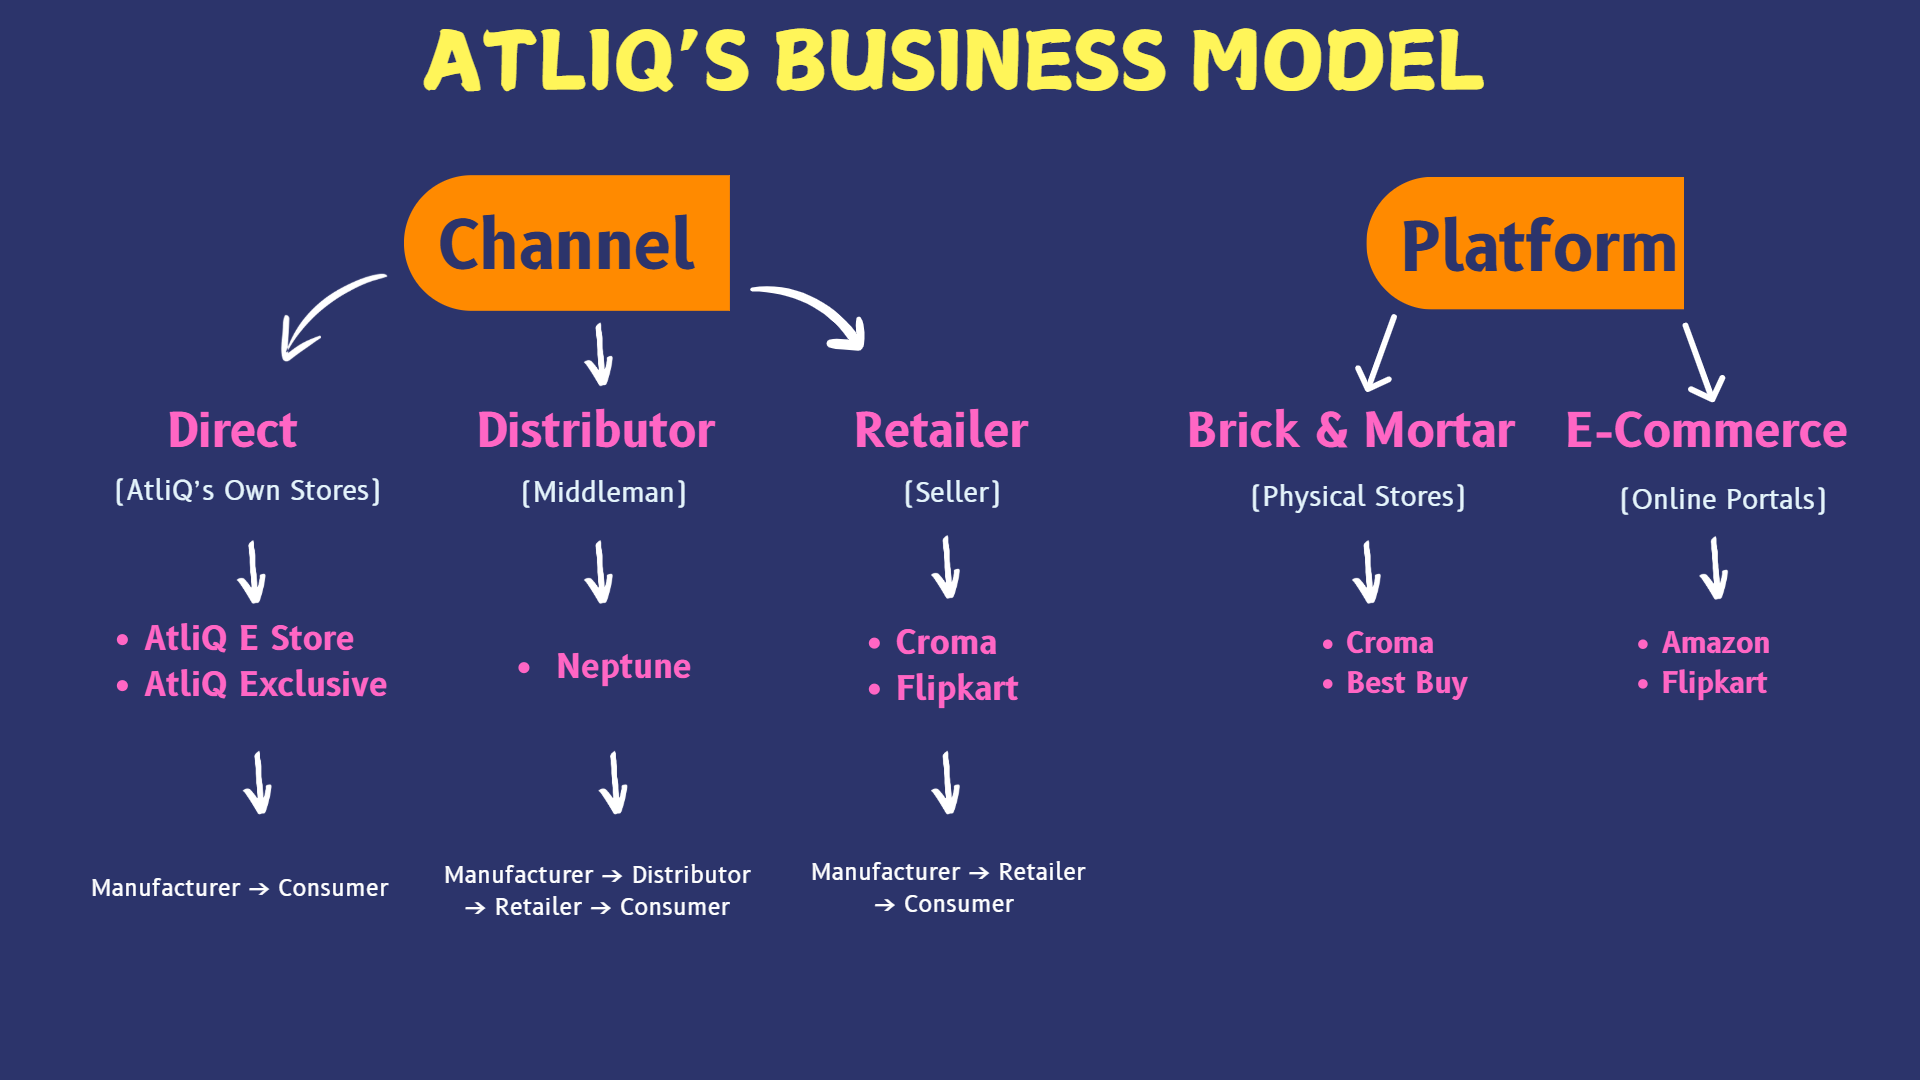 ATLIQ'S BUSINESS MODEL
Channel
Platform
Direct
Distributor
Retailer
Brick & Mortar
E-Commerce
(AtliQ's Own Stores)
(Middleman)
(Seller)
(Physical Stores)
(Online Portals)
• AtliQ E Store
• AtliQ Exclusive
• Neptune
• Croma
• Flipkart
• Croma
• Best Buy
• Amazon
• Flipkart
Manufacturer → Consumer
Manufacturer → Distributor
→ Retailer → Consumer
Manufacturer → Retailer
→ Consumer